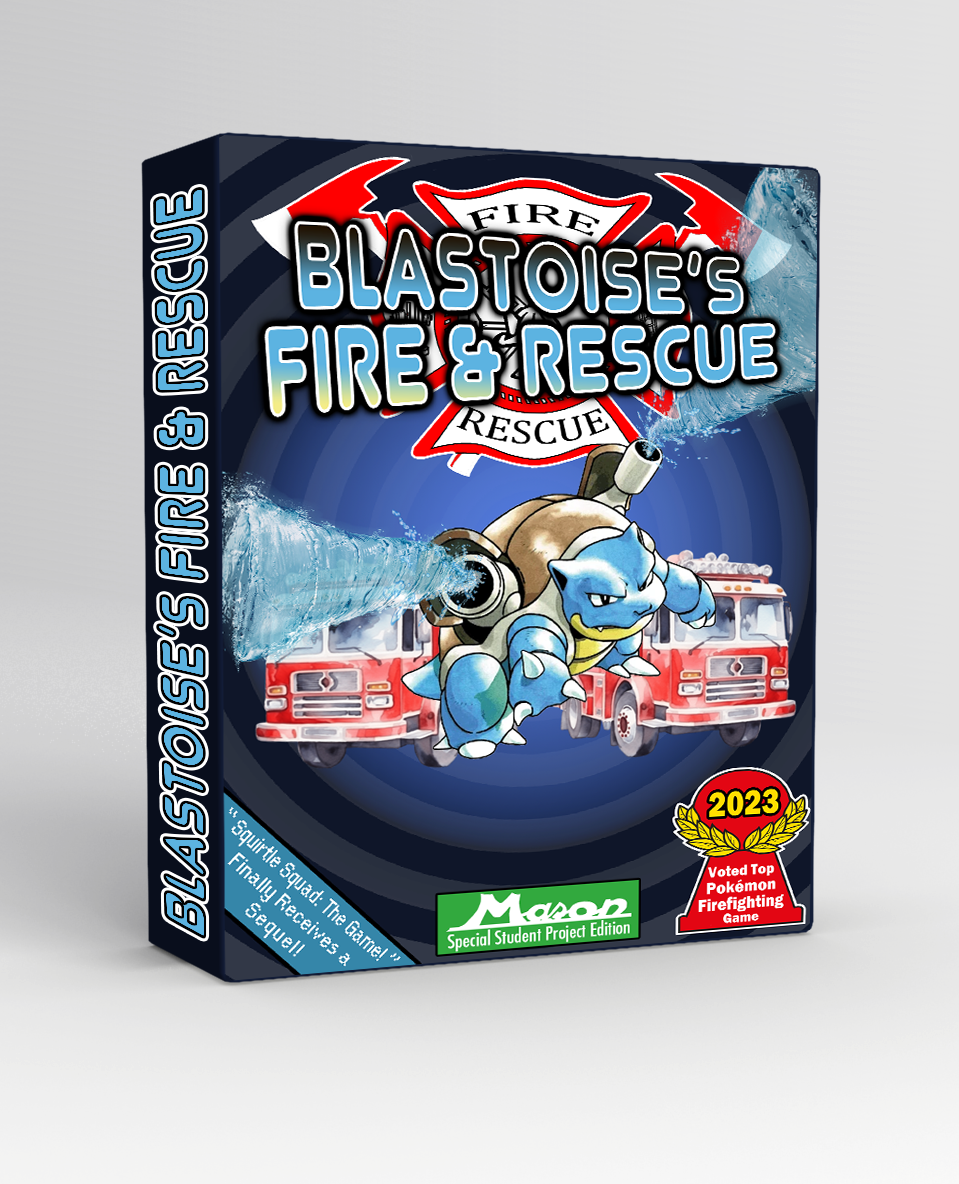 BLASTOISE'S FIRE & RESCUE
FIRE
BLASTOISE'S
FIRE & RESCUE
RESCUE
"Squirtle Squad: The Game!"
Finally Receives a
Sequel!
Mason
Special Student Project Edition
2023
Voted Top
Pokémon
Firefighting
Game